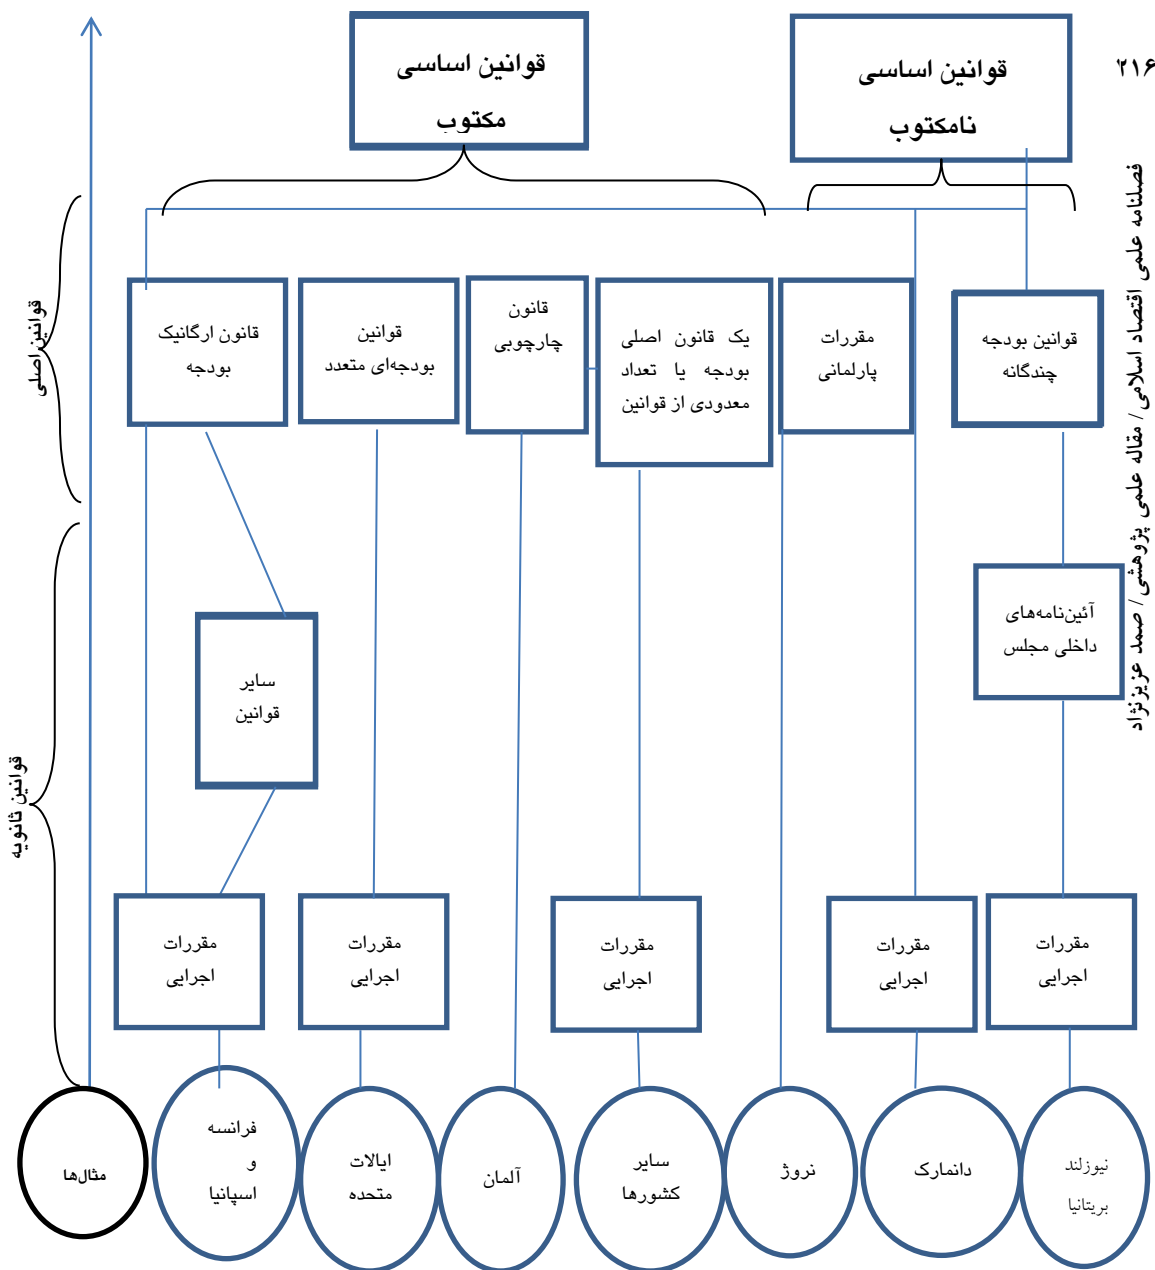 ۲۱۶
فصلنامه علمی اقتصاد اسلامی / مقاله علمی پژوهشی / صمد عزیزنژاد
قوانین اساسی
نامکتوب
قوانین اساسی
مکتوب
قوانین اصلی
قوانین بودجه
چندگانه
مقررات
پارلمانی
یک قانون اصلی
بودجه یا تعداد
معدودی از قوانین
قانون
چارچوبی
قوانین
بودجه‌ای متعدد
قانون ارگانیک
بودجه
قوانین ثانویه
آئین‌نامه‌های
داخلی مجلس
سایر
قوانین
مقررات
اجرایی
مقررات
اجرایی
مقررات
اجرایی
مقررات
اجرایی
مقررات
اجرایی
نیوزلند
بریتانیا
دانمارک
نروژ
سایر
کشورها
آلمان
ایالات
متحده
فرانسه
و
اسپانیا
مثال‌ها